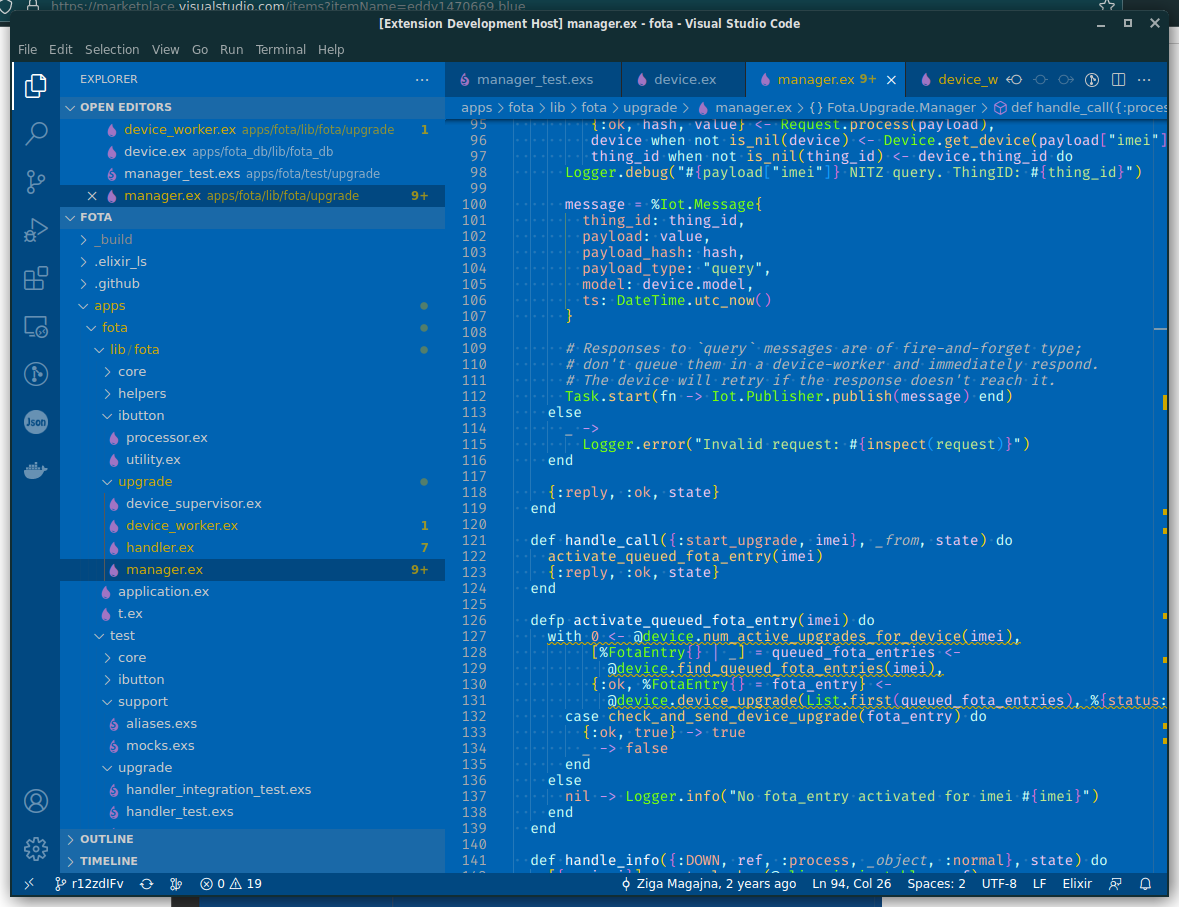 https://marketplace.visualstudio.com/items?itemName=eddy1470669.blue
[Extension Development Host] manager.ex - fota - Visual Studio Code
File Edit Selection View Go Run Terminal Help
EXPLORER
OPEN EDITORS
device_worker.ex apps/fota/lib/fota/upgrade 1
device.ex apps/fota_db/lib/fota_db
manager_test.exs apps/fota/test/upgrade
manager.ex apps/fota/lib/fota/upgrade 9+
FOTA
_build
.elixir_ls
.github
apps
fota
lib/fota
core
helpers
ibutton
processor.ex
utility.ex
upgrade
device_supervisor.ex
device_worker.ex 1
handler.ex 7
manager.ex 9+
application.ex
t.ex
test
core
ibutton
support
aliases.exs
mocks.exs
upgrade
handler_integration_test.exs
handler_test.exs
OUTLINE
TIMELINE
Json
manager_test.exs device.ex manager.ex 9+ device_w
apps > fota > lib > fota > upgrade > manager.ex > {} Fota.Upgrade.Manager > def handle_call({:proces
95 {:ok, hash, value} <- Request.process(payload),
96 device when not is_nil(device) <- Device.get_device(payload["imei"]
97 thing_id when not is_nil(thing_id) <- device.thing_id do
98 Logger.debug("#{payload["imei"]} NITZ query. ThingID: #{thing_id}")
99
100 message = %Iot.Message{
101 thing_id: thing_id,
102 payload: value,
103 payload_hash: hash,
104 payload_type: "query",
105 model: device.model,
106 ts: DateTime.utc_now()
107 }
108
109 # Responses to `query` messages are of fire-and-forget type;
110 # don't queue them in a device-worker and immediately respond.
111 # The device will retry if the response doesn't reach it.
112 Task.start(fn -> Iot.Publisher.publish(message) end)
113 else
114 _ ->
115 Logger.error("Invalid request: #{inspect(request)}")
116 end
117
118 {:reply, :ok, state}
119 end
120
121 def handle_call({:start_upgrade, imei}, _from, state) do
122 activate_queued_fota_entry(imei)
123 {:reply, :ok, state}
124 end
125
126 defp activate_queued_fota_entry(imei) do
127 with 0 <- @device.num_active_upgrades_for_device(imei),
128 [%FotaEntry{} | _] = queued_fota_entries <-
129 @device.find_queued_fota_entries(imei),
130 {:ok, %FotaEntry{} = fota_entry} <-
131 @device.device_upgrade(List.first(queued_fota_entries), %{status:
132 case check_and_send_device_upgrade(fota_entry) do
133 {:ok, true} -> true
134 _ -> false
135 end
136 else
137 nil -> Logger.info("No fota_entry activated for imei #{imei}")
138 end
139 end
140
141 def handle_info({:DOWN, ref, :process, _object, :normal}, state) do
r12zdIFv 0 19 Ziga Magajna, 2 years ago Ln 94, Col 26 Spaces: 2 UTF-8 LF Elixir